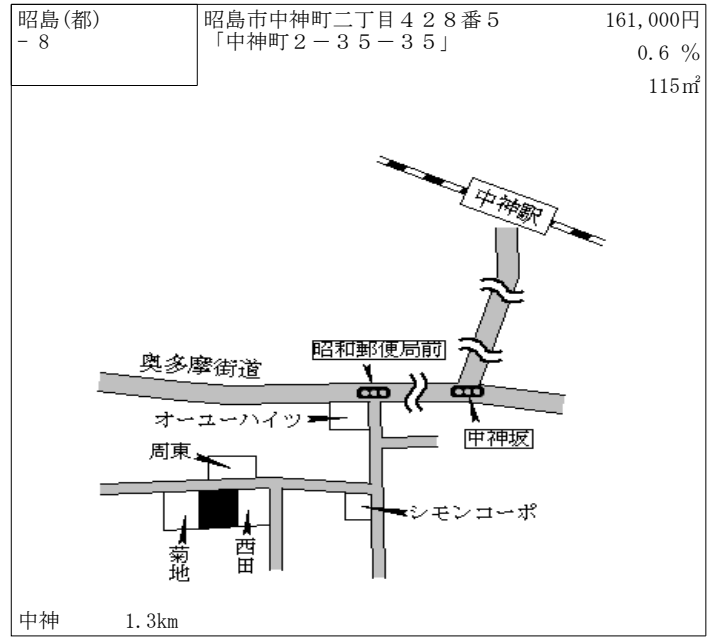 昭島(都)
- 8
昭島市中神町二丁目４２８番５
「中神町２－３５－３５」
161,000円
0.6 %
115㎡
中神駅
昭和郵便局前
奥多摩街道
オーユーハイツ
中神坂
周東
シモンコーポ
菊地
西田
中神 1.3km